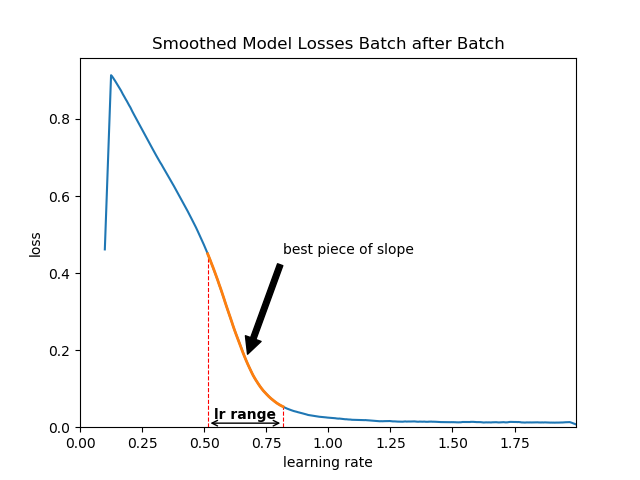 Smoothed Model Losses Batch after Batch
loss
0.8
0.6
0.4
0.2
0.0
best piece of slope
lr range
0.00 0.25 0.50 0.75 1.00 1.25 1.50 1.75
learning rate